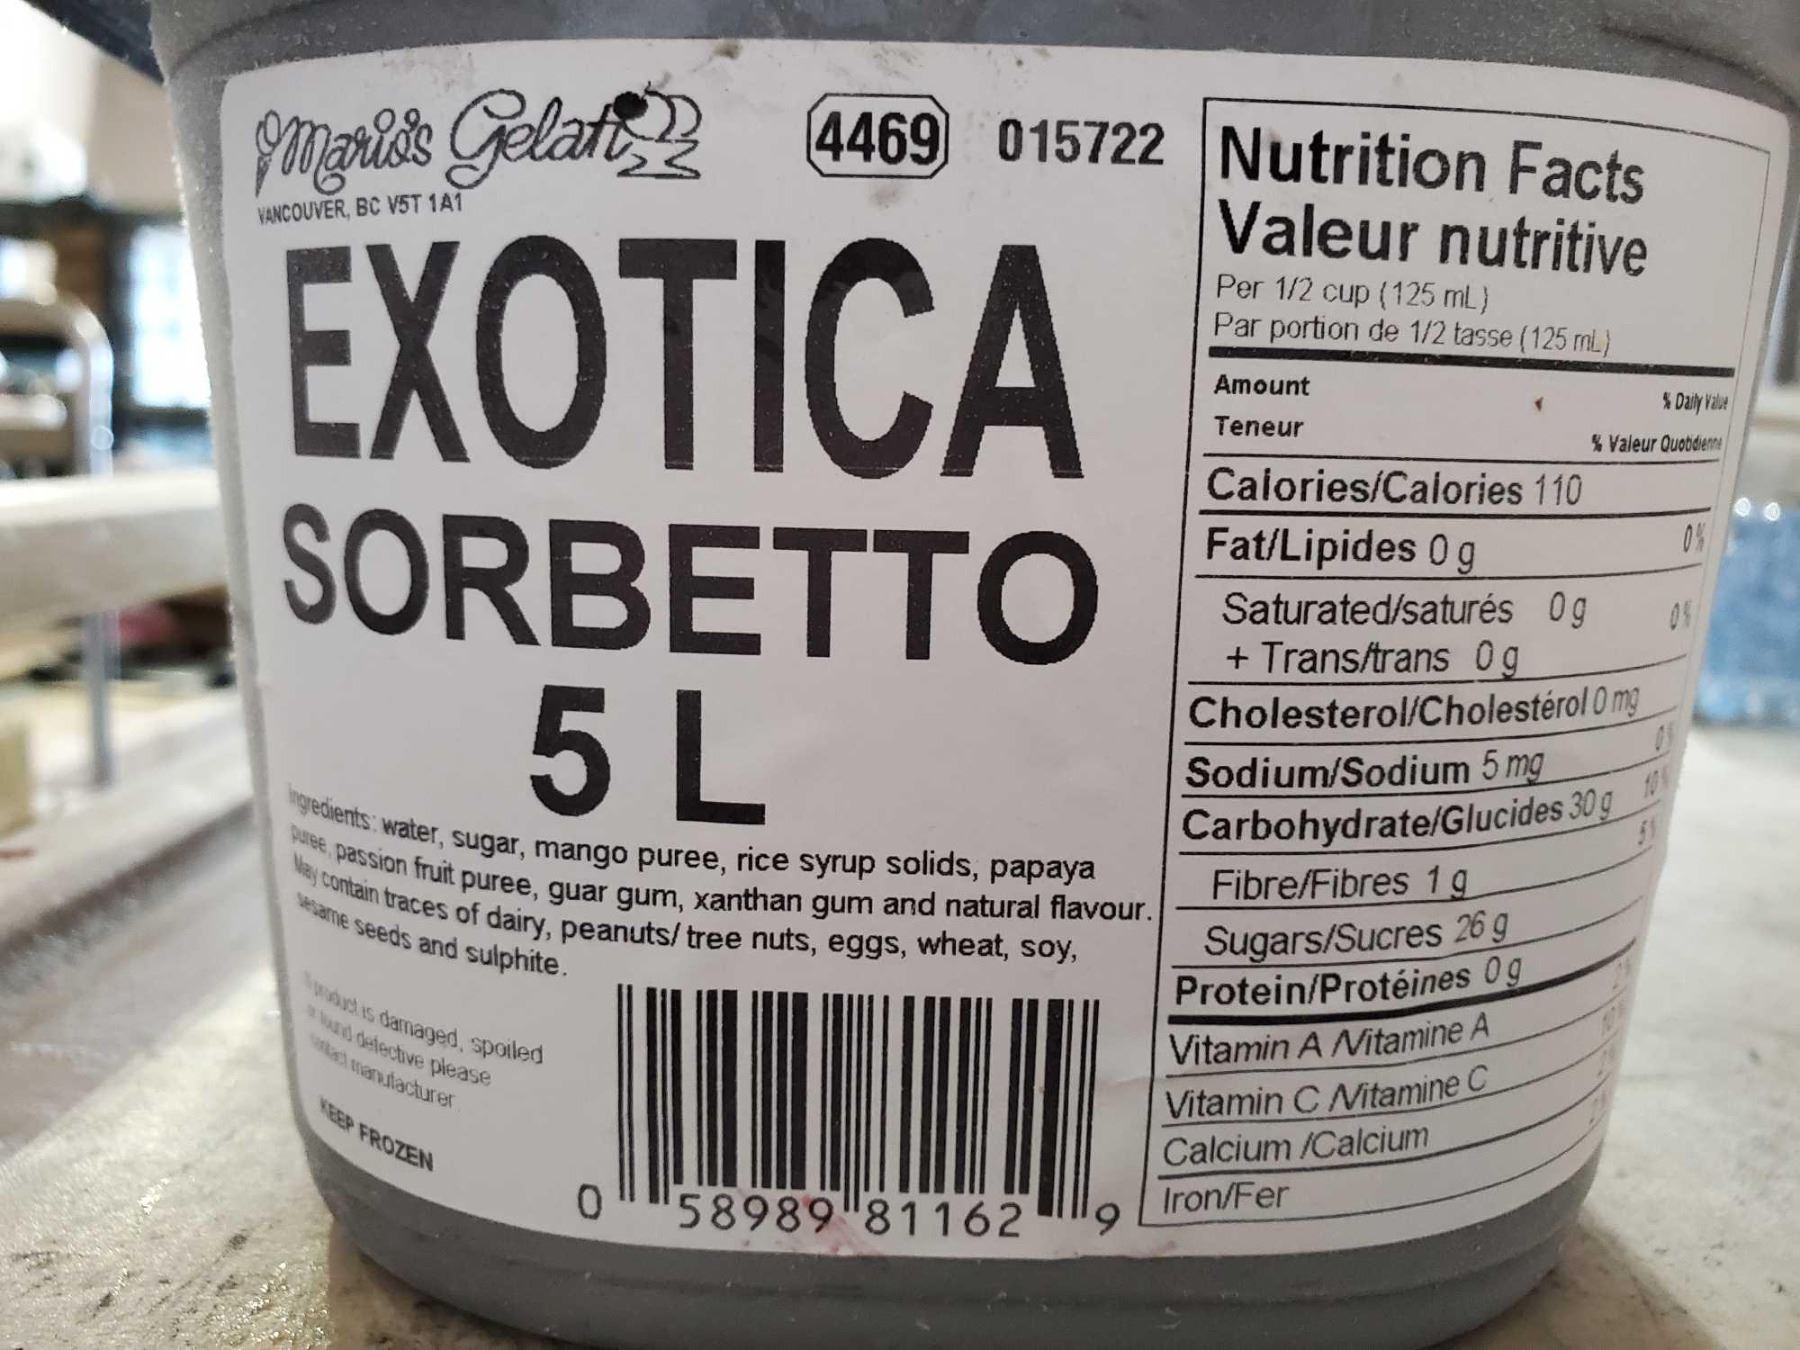 Mario's Gelati
VANCOUVER, BC V5T 1A1
4469 015722
EXOTICA
SORBETTO
5 L
Ingredients: water, sugar, mango puree, rice syrup solids, papaya
puree, passion fruit puree, guar gum, xanthan gum and natural flavour.
May contain traces of dairy, peanuts/ tree nuts, eggs, wheat, soy,
sesame seeds and sulphite.
product is damaged, spoiled
or found defective please
contact manufacturer
KEEP FROZEN
0 58989 81162 9
Nutrition Facts
Valeur nutritive
Per 1/2 cup (125 mL)
Par portion de 1/2 tasse (125 mL)
Amount % Daily Value
Teneur % Valeur Quotidienne
Calories/Calories 110
Fat/Lipides 0 g 0%
Saturated/saturés 0 g 0%
+ Trans/trans 0 g
Cholesterol/Cholestérol 0 mg
Sodium/Sodium 5 mg 0%
Carbohydrate/Glucides 30 g 10%
Fibre/Fibres 1 g 5%
Sugars/Sucres 26 g
Protein/Protéines 0 g
Vitamin A /Vitamine A 2%
Vitamin C /Vitamine C
Calcium /Calcium
Iron/Fer